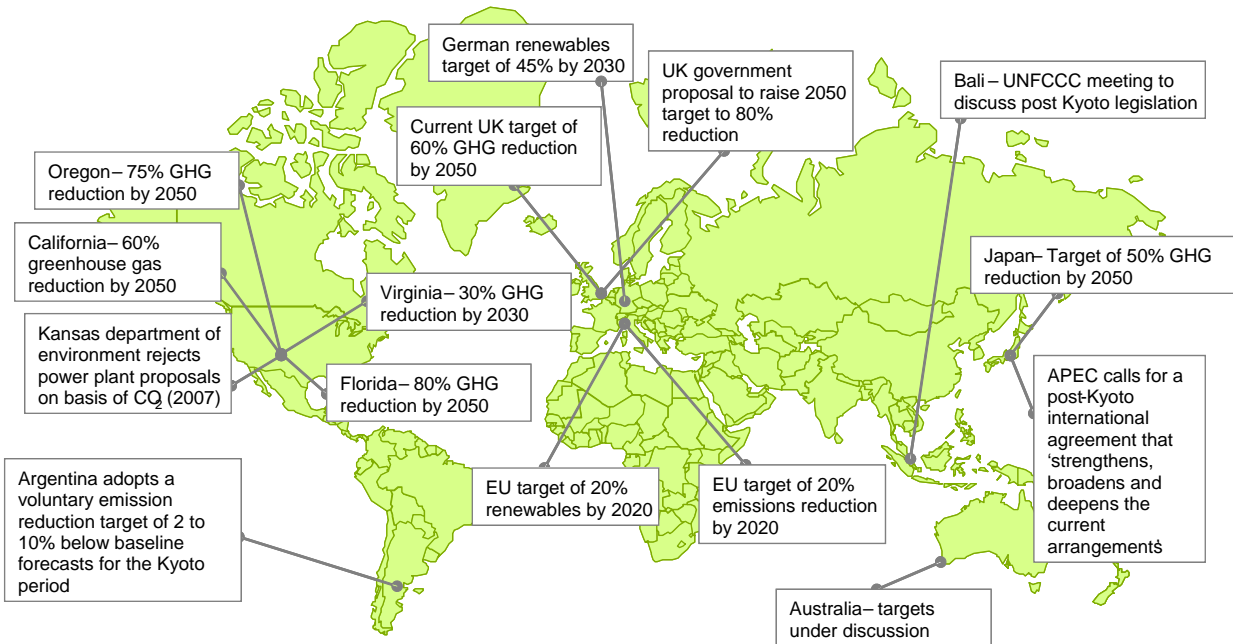 German renewables
target of 45% by 2030
UK government
proposal to raise 2050
target to 80%
reduction
Bali– UNFCCC meeting to
discuss post Kyoto legislation
Current UK target of
60% GHG reduction
by 2050
Oregon– 75% GHG
reduction by 2050
California– 60%
greenhouse gas
reduction by 2050
Japan– Target of 50% GHG
reduction by 2050
Virginia– 30% GHG
reduction by 2030
Kansas department of
environment rejects
power plant proposals
on basis of CO2 (2007)
Florida– 80% GHG
reduction by 2050
APEC calls for a
post-Kyoto
international
agreement that
‘strengthens,
broadens and
deepens the
current
arrangements’
Argentina adopts a
voluntary emission
reduction target of 2 to
10% below baseline
forecasts for the Kyoto
period
EU target of 20%
renewables by 2020
EU target of 20%
emissions reduction
by 2020
Australia– targets
under discussion